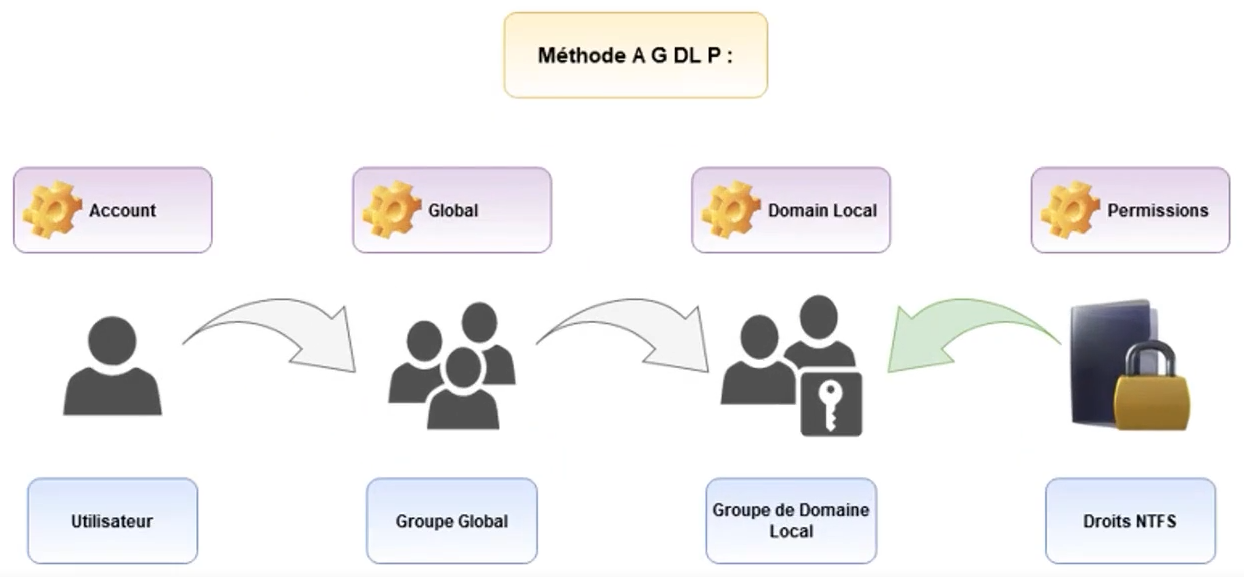 Méthode A G DL P :
Account
Global
Domain Local
Permissions
Utilisateur
Groupe Global
Groupe de Domaine
Local
Droits NTFS